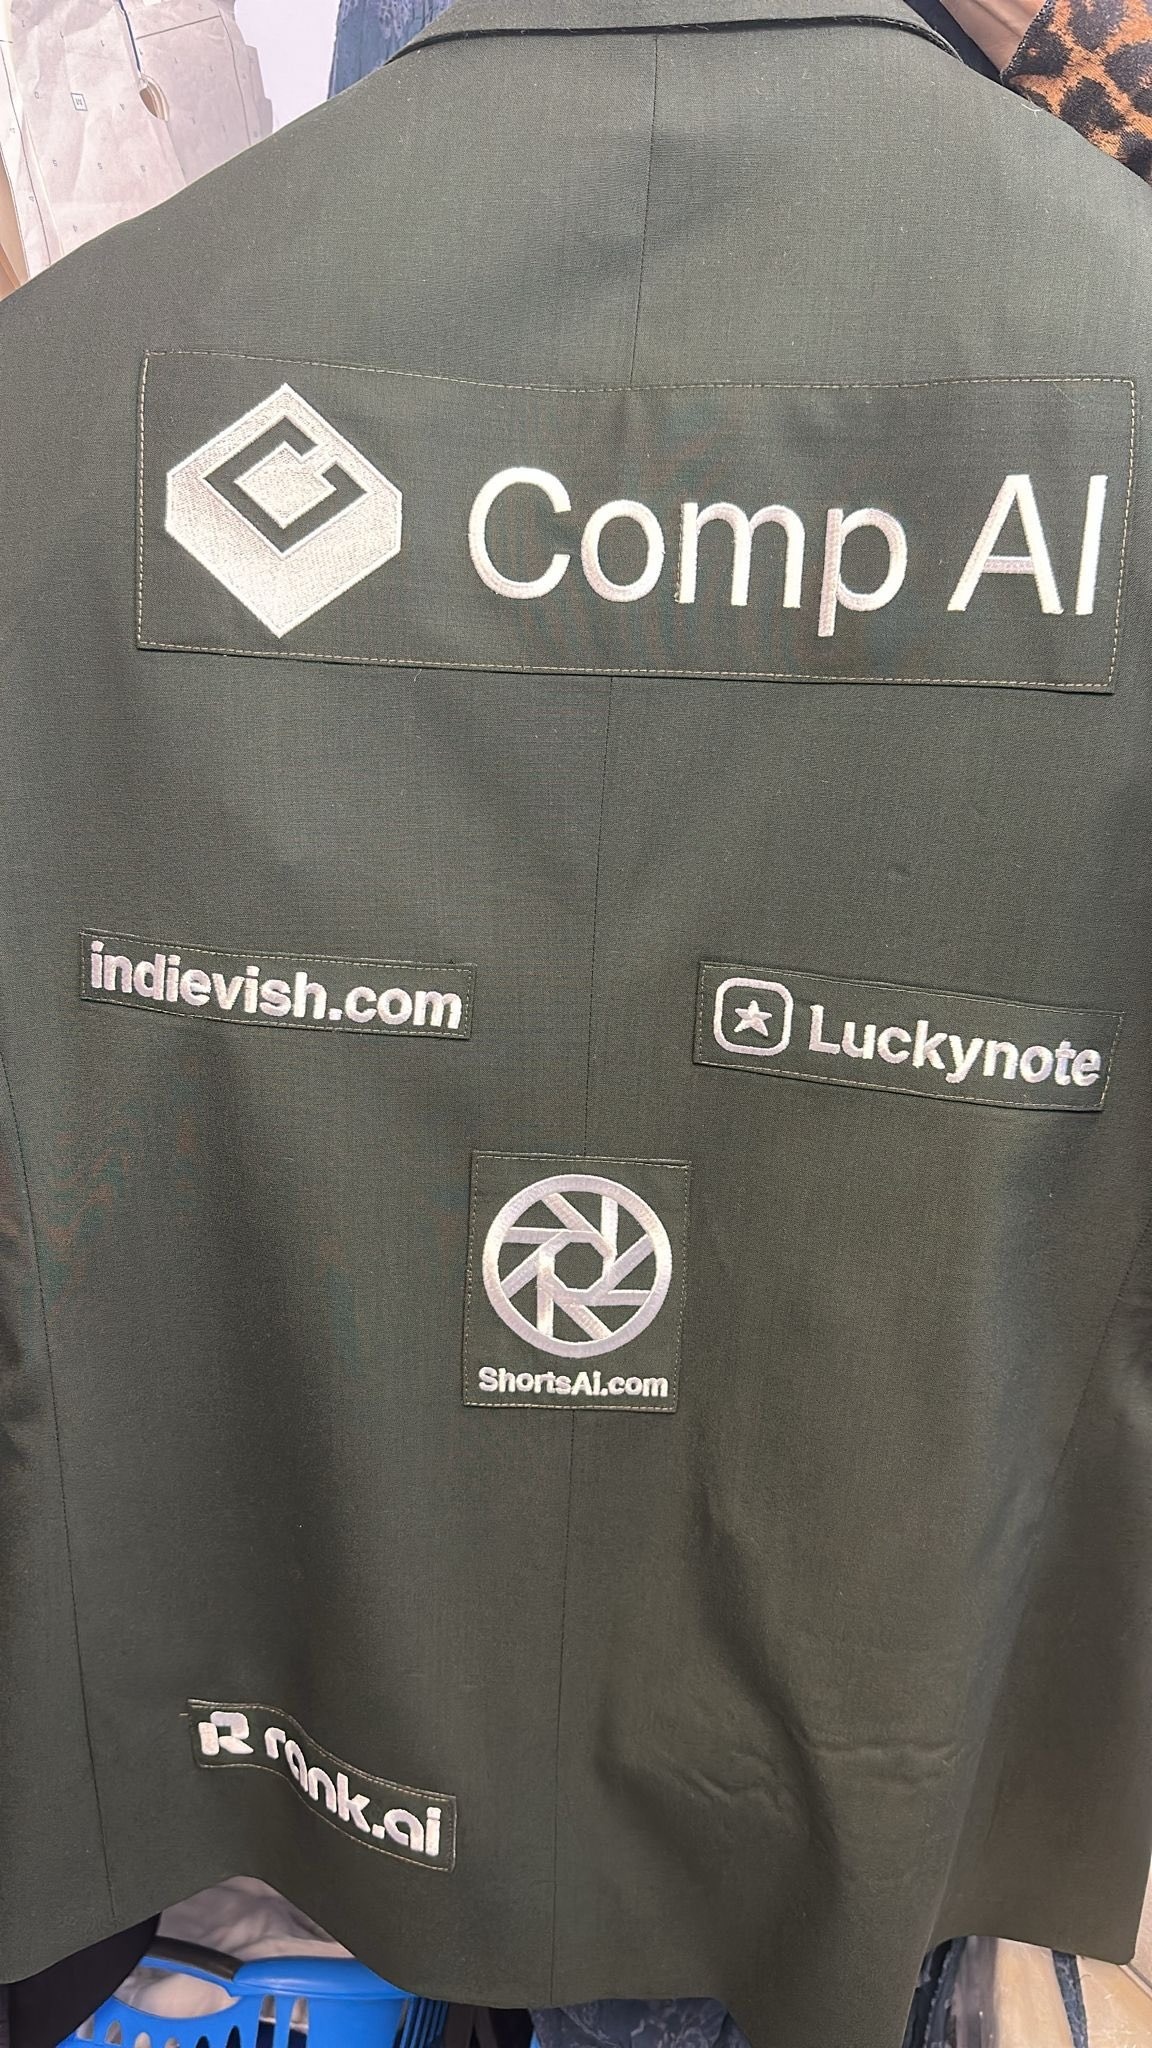 Comp AI
indievish.com
Luckynote
ShortsAI.com
rank.ai